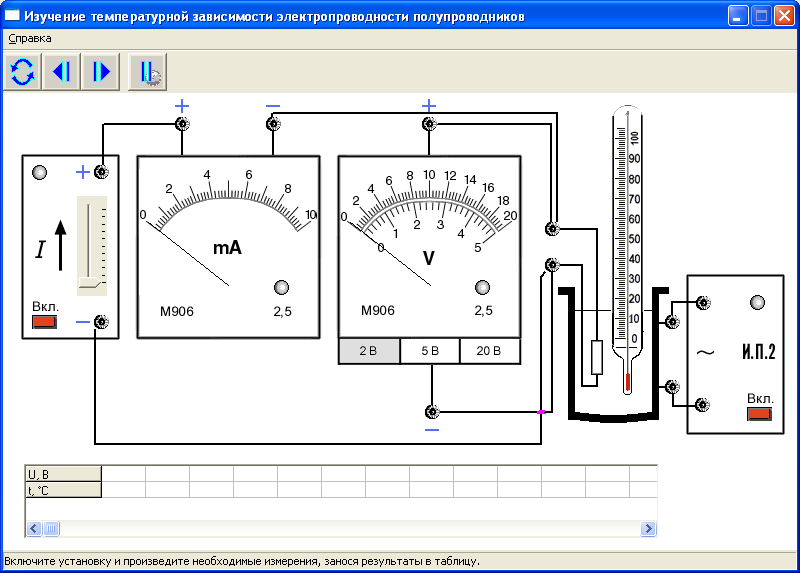 Изучение температурной зависимости электропроводности полупроводников
Справка
+ − +
+
I
Вкл.
−
0 2 4 6 8 10
mA
М906 2,5
0 2 4 6 8 10 12 14 16 18 20
0 1 2 3 4 5
V
М906 2,5
2 В 5 В 20 В
−
100
90
80
70
60
50
40
30
20
10
0
~ И.П.2
Вкл.
U, В
t, °C
Включите установку и произведите необходимые измерения, занося результаты в таблицу.